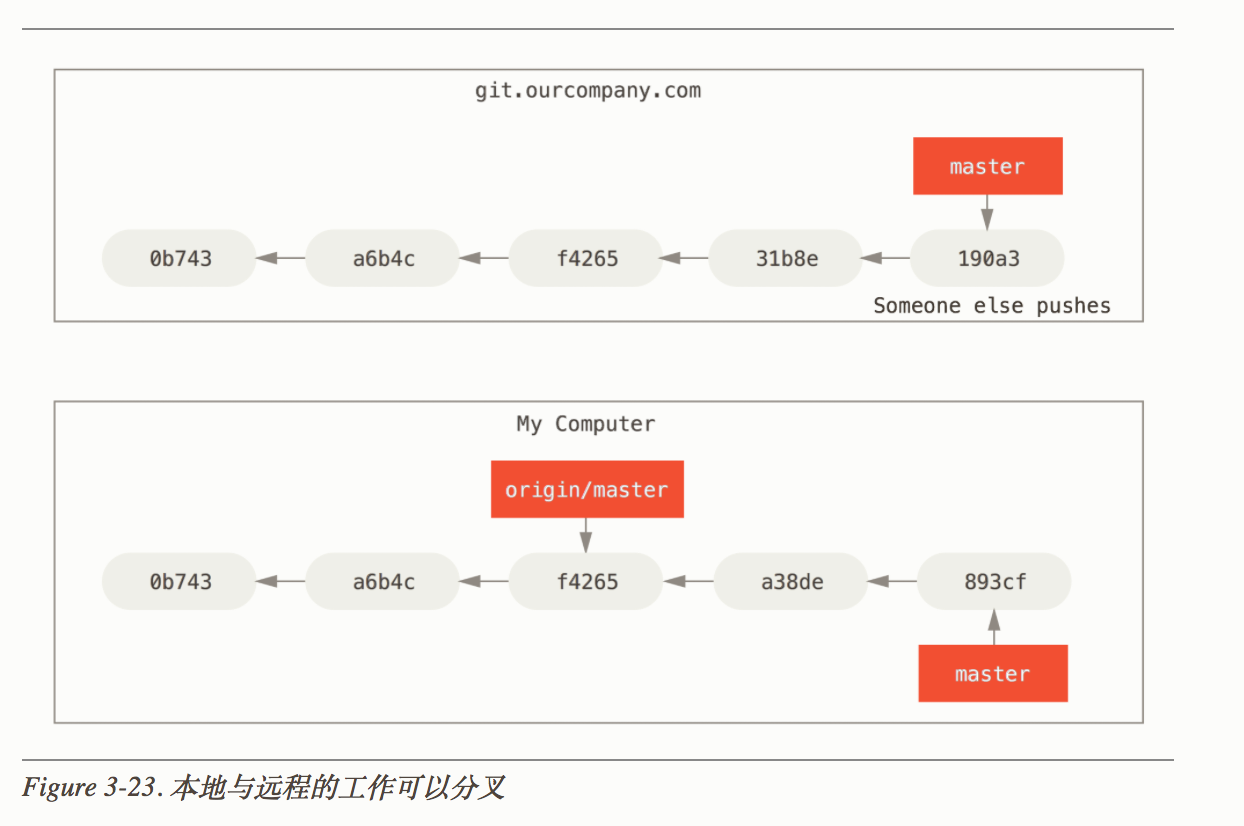 git.ourcompany.com
master
0b743 a6b4c f4265 31b8e 190a3
Someone else pushes
My Computer
origin/master
0b743 a6b4c f4265 a38de 893cf
master
Figure 3-23. 本地与远程的工作可以分叉